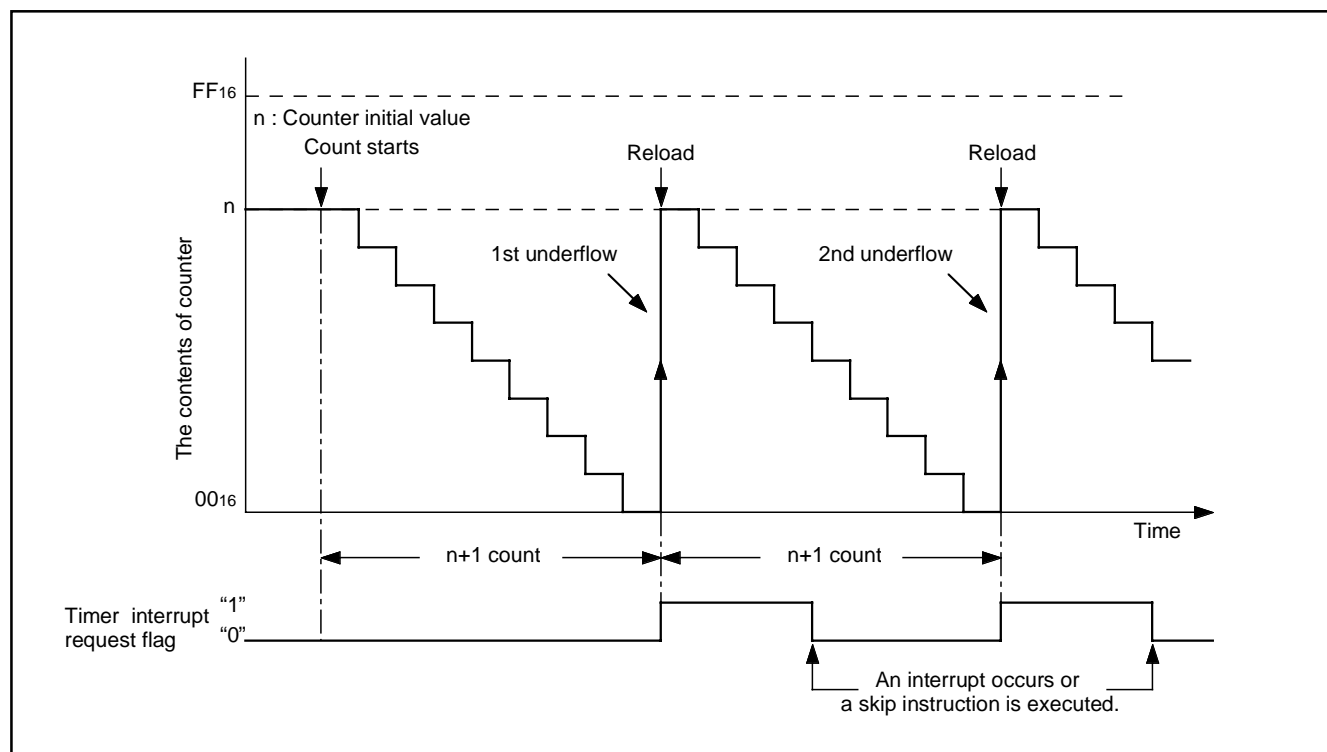 FF16
n : Counter initial value
Count starts
Reload
Reload
n
1st underflow
2nd underflow
The contents of counter
0016
Time
n+1 count
n+1 count
Timer interrupt
request flag
“1”
“0”
An interrupt occurs or
a skip instruction is executed.